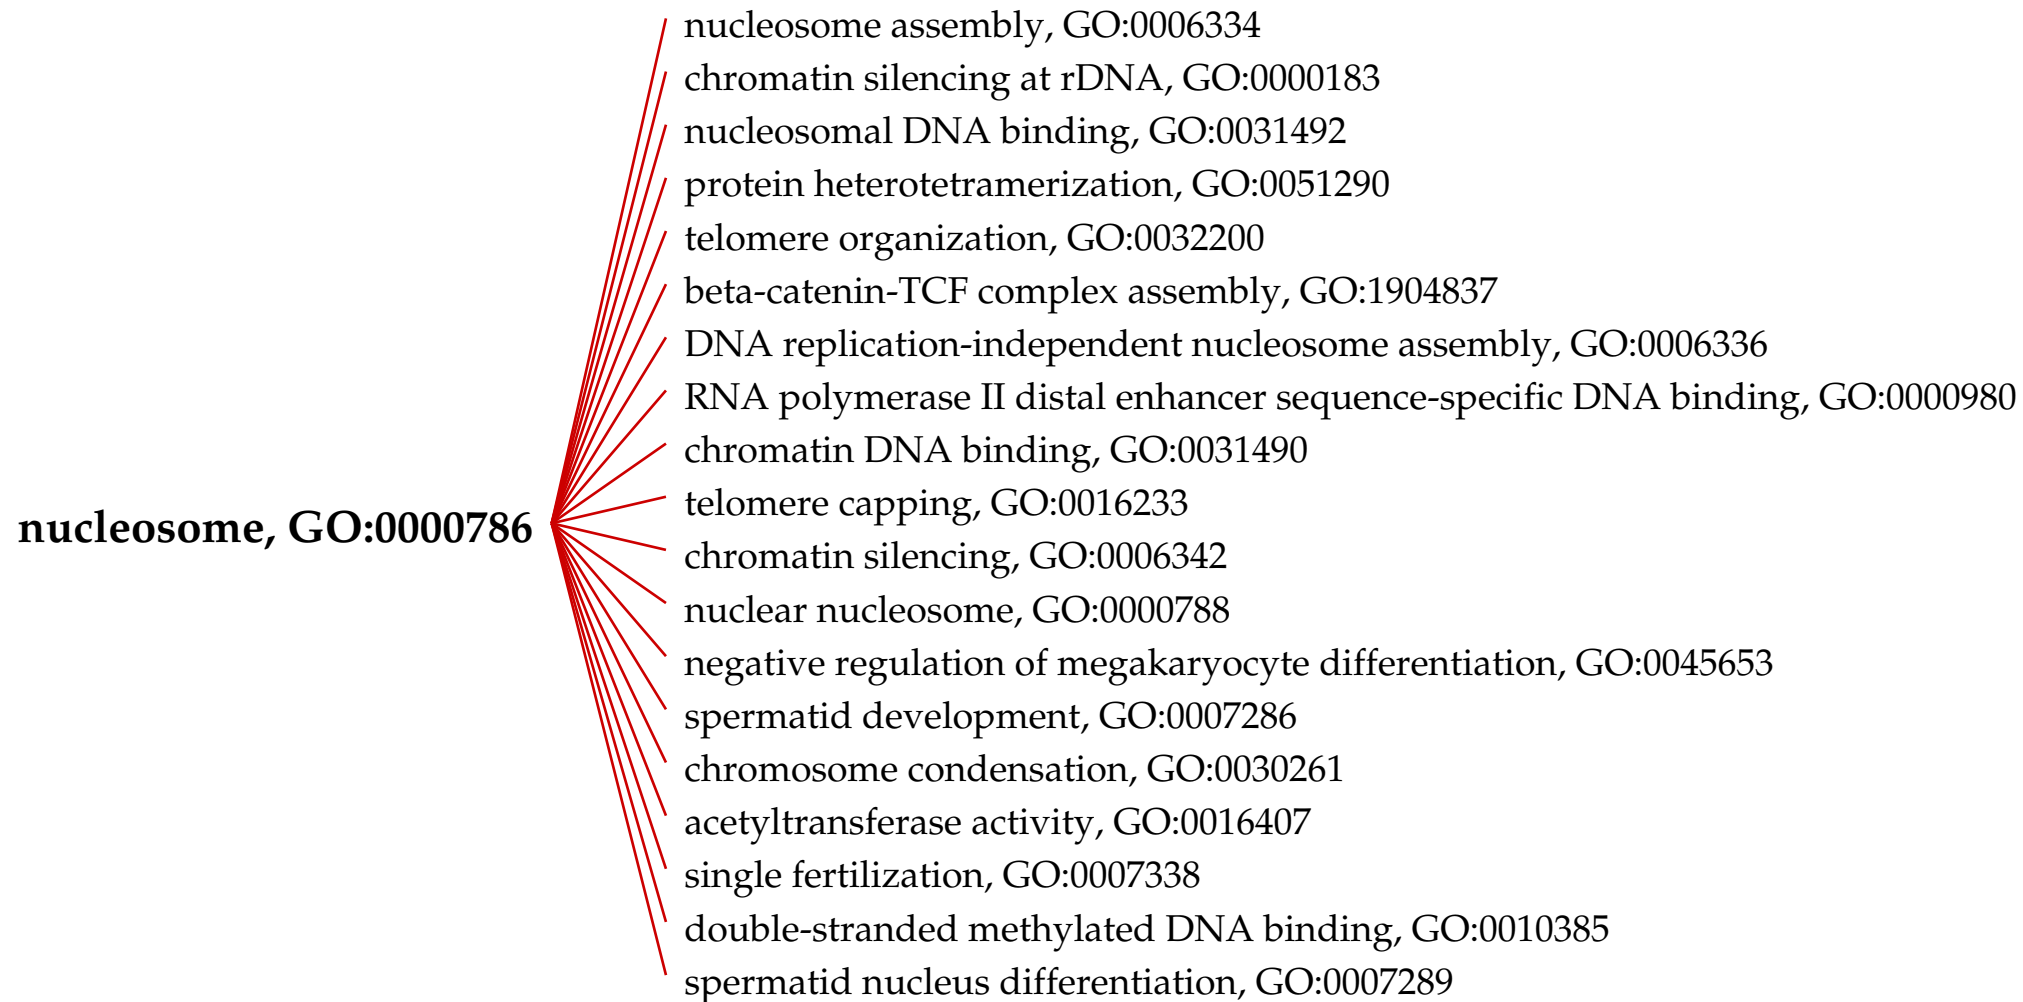 nucleosome assembly, GO:0006334
chromatin silencing at rDNA, GO:0000183
nucleosomal DNA binding, GO:0031492
protein heterotetramerization, GO:0051290
telomere organization, GO:0032200
beta-catenin-TCF complex assembly, GO:1904837
DNA replication-independent nucleosome assembly, GO:0006336
RNA polymerase II distal enhancer sequence-specific DNA binding, GO:0000980
chromatin DNA binding, GO:0031490
telomere capping, GO:0016233
nucleosome, GO:0000786
chromatin silencing, GO:0006342
nuclear nucleosome, GO:0000788
negative regulation of megakaryocyte differentiation, GO:0045653
spermatid development, GO:0007286
chromosome condensation, GO:0030261
acetyltransferase activity, GO:0016407
single fertilization, GO:0007338
double-stranded methylated DNA binding, GO:0010385
spermatid nucleus differentiation, GO:0007289